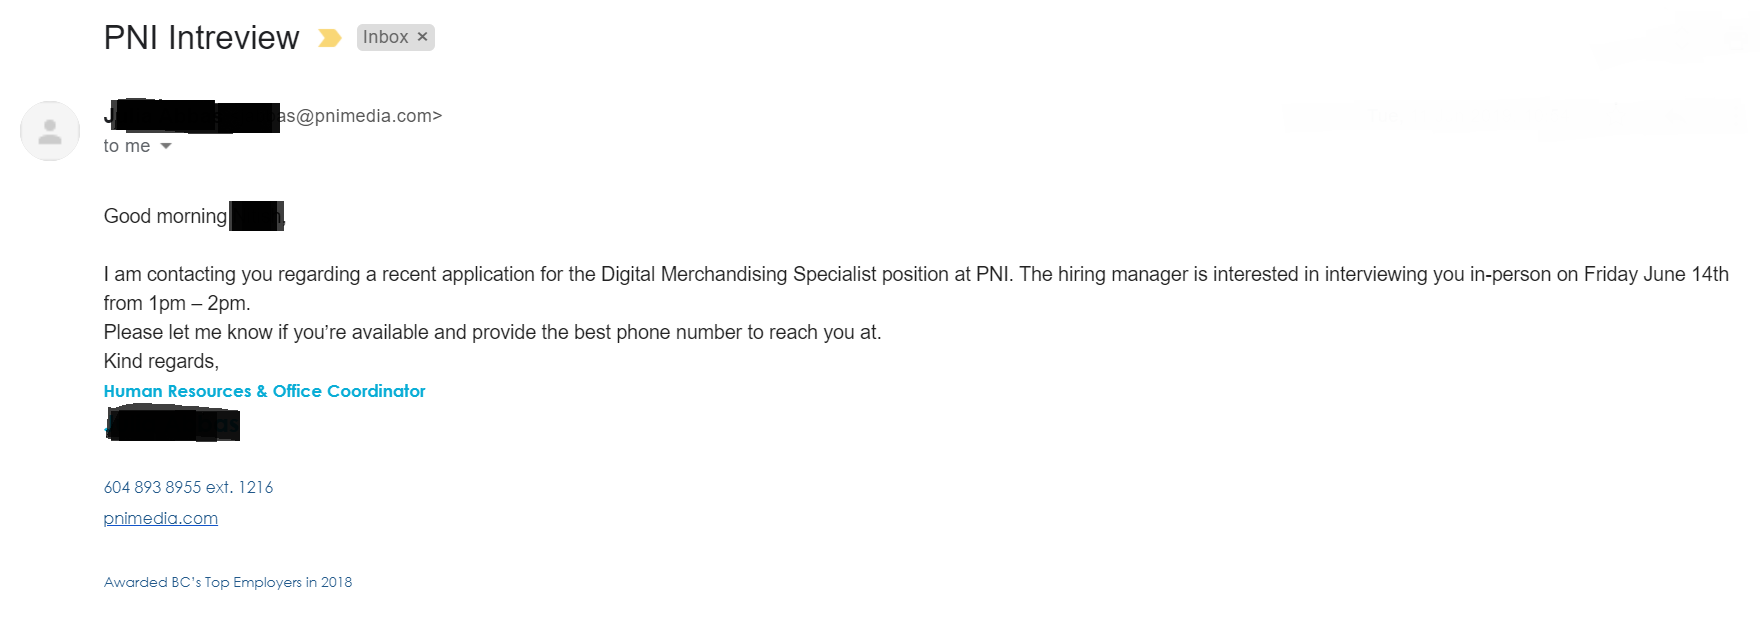 PNI Intreview
Inbox ×
as@pnimedia.com>
to me
Good morning
I am contacting you regarding a recent application for the Digital Merchandising Specialist position at PNI. The hiring manager is interested in interviewing you in-person on Friday June 14th
from 1pm – 2pm.
Please let me know if you’re available and provide the best phone number to reach you at.
Kind regards,
Human Resources & Office Coordinator
604 893 8955 ext. 1216
pnimedia.com
Awarded BC’s Top Employers in 2018